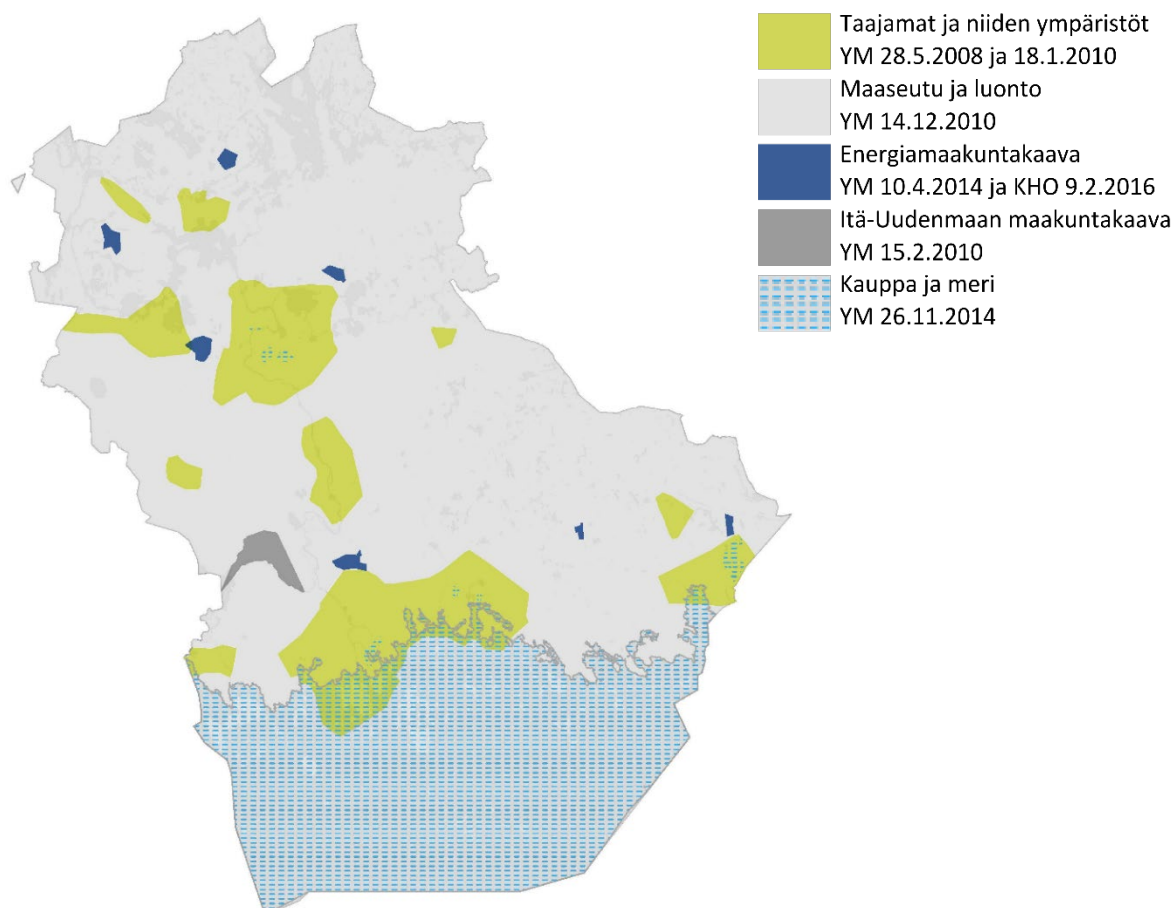 Taajamat ja niiden ympäristöt
YM 28.5.2008 ja 18.1.2010
Maaseutu ja luonto
YM 14.12.2010
Energiamaakuntakaava
YM 10.4.2014 ja KHO 9.2.2016
Itä-Uudenmaan maakuntakaava
YM 15.2.2010
Kauppa ja meri
YM 26.11.2014